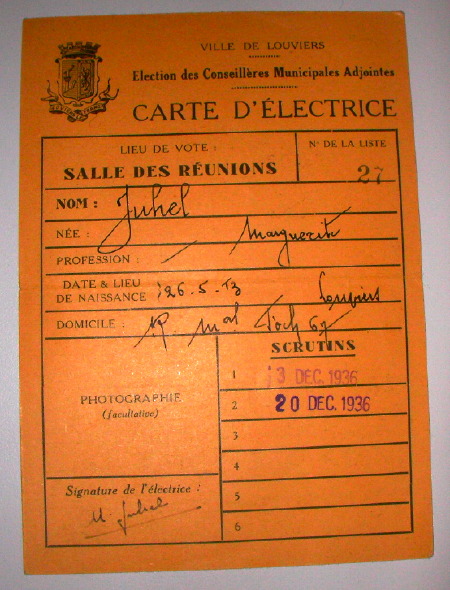 VILLE DE LOUVIERS
Election des Conseillères Municipales Adjointes
CARTE D'ÉLECTRICE
LIEU DE VOTE :
SALLE DES RÉUNIONS
N° DE LA LISTE
27
NOM : Juhel
NÉE : Marguerite
PROFESSION : —
DATE & LIEU DE NAISSANCE : 26-5-13 Louviers
DOMICILE : R. Mal Foch 67
PHOTOGRAPHIE
(facultative)
Signature de l'électrice :
M Juhel
SCRUTINS
1 13 DEC. 1936
2 20 DEC. 1936
3
4
5
6